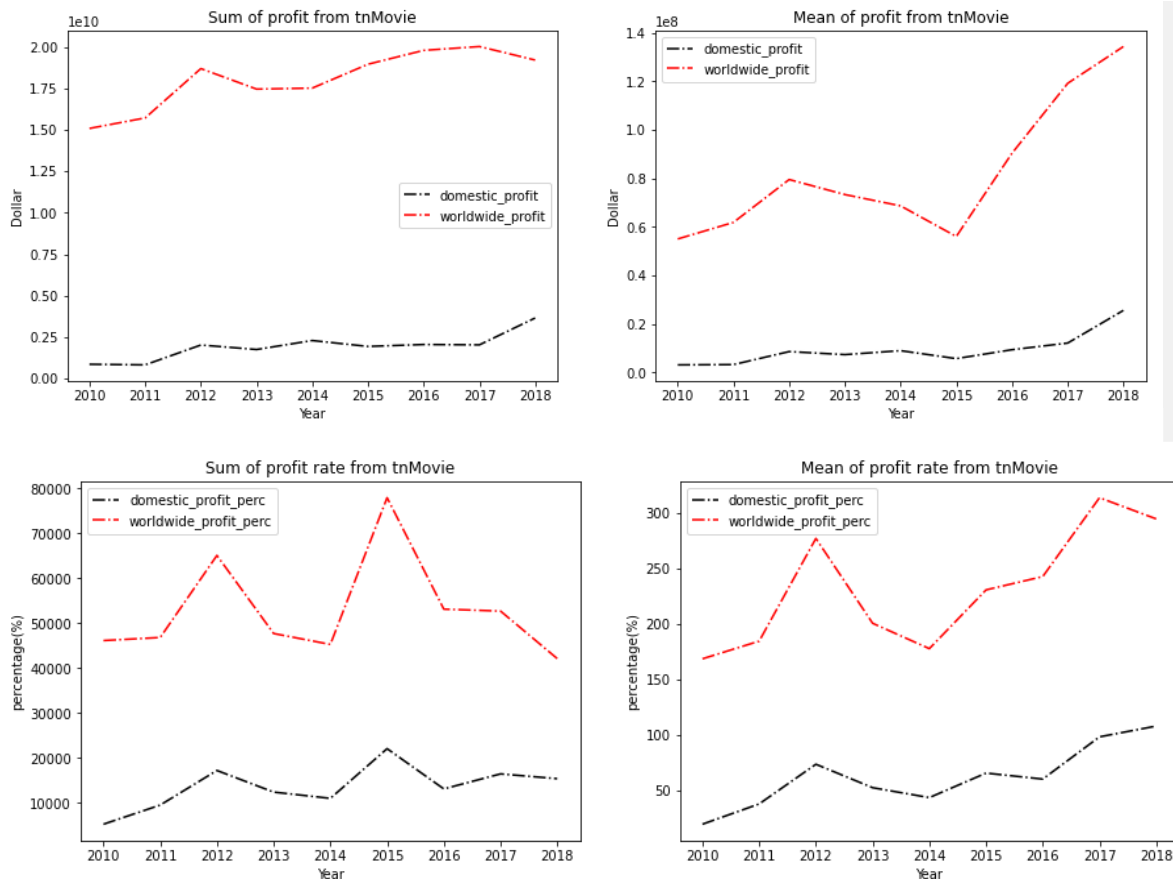 Sum of profit from tnMovie
1e10
2.00
1.75
1.50
1.25
1.00
0.75
0.50
0.25
0.00
Dollar
domestic_profit
worldwide_profit
2010 2011 2012 2013 2014 2015 2016 2017 2018
Year
Mean of profit from tnMovie
1e8
1.4
1.2
1.0
0.8
0.6
0.4
0.2
0.0
Dollar
domestic_profit
worldwide_profit
2010 2011 2012 2013 2014 2015 2016 2017 2018
Year
Sum of profit rate from tnMovie
80000
70000
60000
50000
40000
30000
20000
10000
percentage(%)
domestic_profit_perc
worldwide_profit_perc
2010 2011 2012 2013 2014 2015 2016 2017 2018
Year
Mean of profit rate from tnMovie
300
250
200
150
100
50
percentage(%)
domestic_profit_perc
worldwide_profit_perc
2010 2011 2012 2013 2014 2015 2016 2017 2018
Year